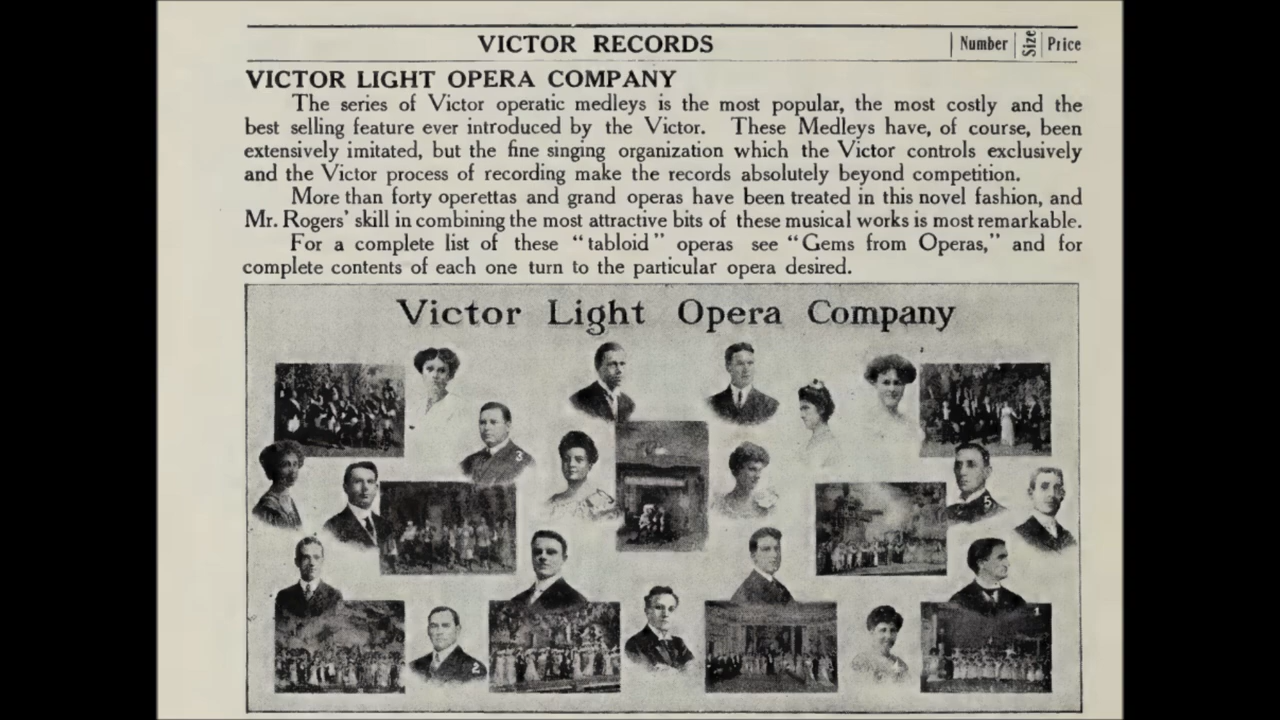 VICTOR RECORDS | Number | Size | Price
VICTOR LIGHT OPERA COMPANY
The series of Victor operatic medleys is the most popular, the most costly and the
best selling feature ever introduced by the Victor. These Medleys have, of course, been
extensively imitated, but the fine singing organization which the Victor controls exclusively
and the Victor process of recording make the records absolutely beyond competition.
More than forty operettas and grand operas have been treated in this novel fashion, and
Mr. Rogers' skill in combining the most attractive bits of these musical works is most remarkable.
For a complete list of these "tabloid" operas see "Gems from Operas," and for
complete contents of each one turn to the particular opera desired.
Victor Light Opera Company
3
5
1
2